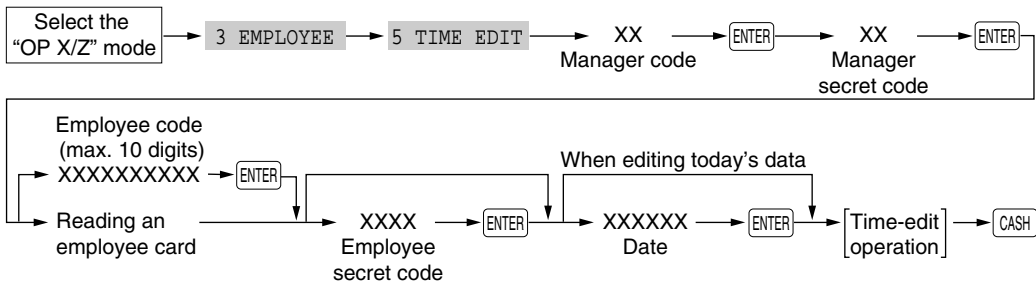 Select the
“OP X/Z” mode
3 EMPLOYEE
5 TIME EDIT
XX
Manager code
ENTER
XX
Manager
secret code
ENTER
Employee code
(max. 10 digits)
XXXXXXXXXX
ENTER
Reading an
employee card
XXXX
Employee
secret code
ENTER
When editing today’s data
XXXXXX
Date
ENTER
Time-edit
operation
CASH